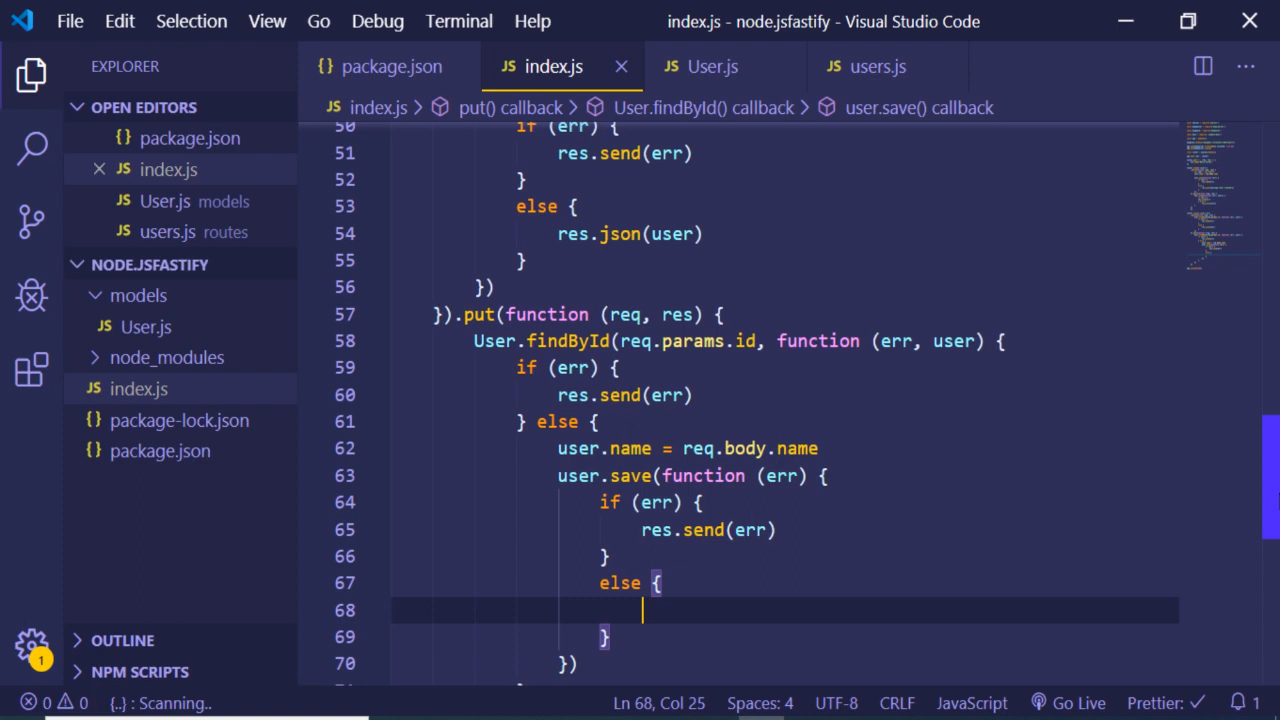 File Edit Selection View Go Debug Terminal Help index.js - node.jsfastify - Visual Studio Code
EXPLORER
OPEN EDITORS
{} package.json
JS index.js
JS User.js models
JS users.js routes
NODE.JSFASTIFY
models
JS User.js
node_modules
JS index.js
{} package-lock.json
{} package.json
OUTLINE
NPM SCRIPTS
1
{} package.json JS index.js JS User.js JS users.js
JS index.js > put() callback > User.findById() callback > user.save() callback
50 if (err) {
51 res.send(err)
52 }
53 else {
54 res.json(user)
55 }
56 })
57 }).put(function (req, res) {
58 User.findById(req.params.id, function (err, user) {
59 if (err) {
60 res.send(err)
61 } else {
62 user.name = req.body.name
63 user.save(function (err) {
64 if (err) {
65 res.send(err)
66 }
67 else {
68
69 }
70 })
0 0 {..} : Scanning.. Ln 68, Col 25 Spaces: 4 UTF-8 CRLF JavaScript Go Live Prettier: ✓ 1